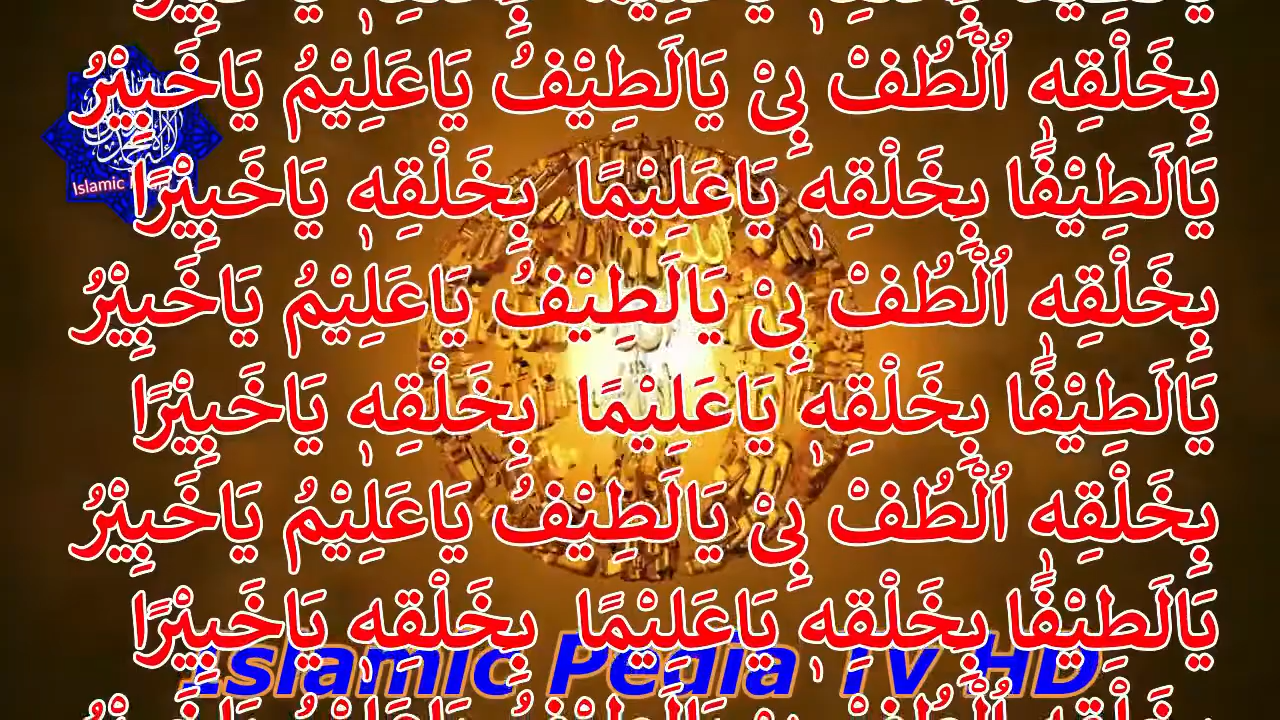 بِخَلْقِهٖ اُلْطُفْ بِیْ یَالَطِیْفُ یَاعَلِیْمُ یَاخَبِیْرُ
یَالَطِیْفًا بِخَلْقِهٖ یَاعَلِیْمًا بِخَلْقِهٖ یَاخَبِیْرًا
بِخَلْقِهٖ اُلْطُفْ بِیْ یَالَطِیْفُ یَاعَلِیْمُ یَاخَبِیْرُ
یَالَطِیْفًا بِخَلْقِهٖ یَاعَلِیْمًا بِخَلْقِهٖ یَاخَبِیْرًا
بِخَلْقِهٖ اُلْطُفْ بِیْ یَالَطِیْفُ یَاعَلِیْمُ یَاخَبِیْرُ
یَالَطِیْفًا بِخَلْقِهٖ یَاعَلِیْمًا بِخَلْقِهٖ یَاخَبِیْرًا
Islamic Pedia Tv HD
Islamic